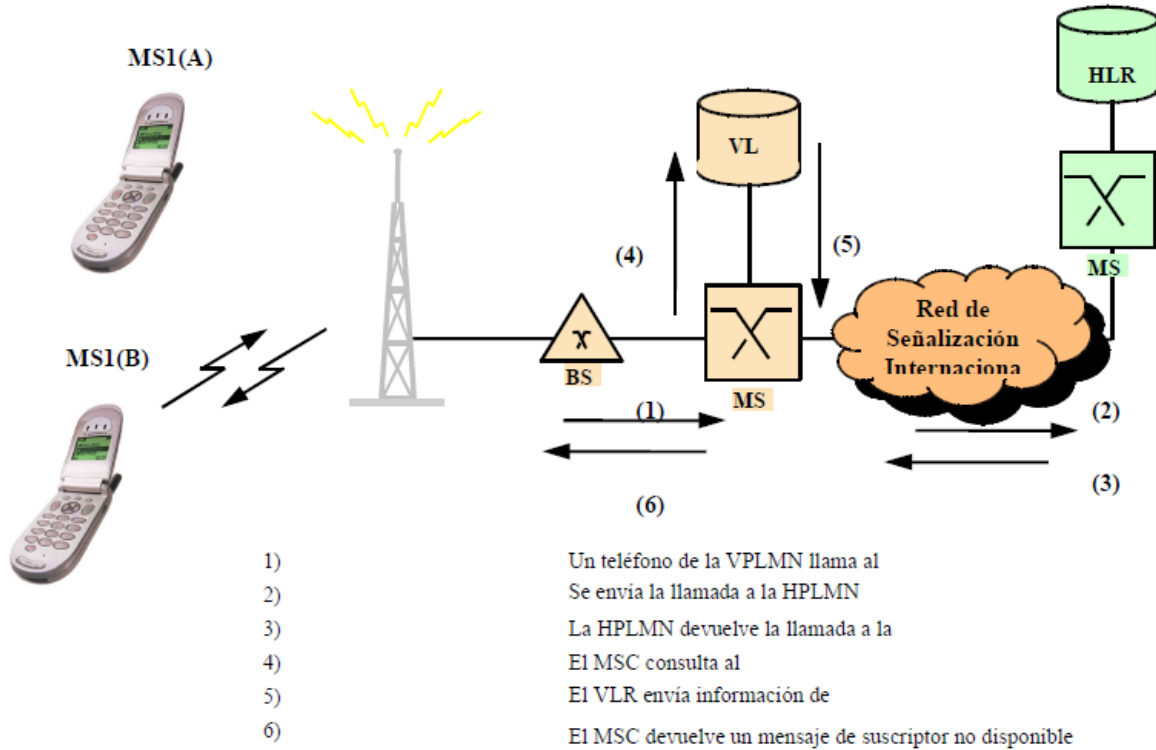 MS1(A)
HLR
VL
(4)
(5)
MS
Red de
Señalización
Internaciona
MS1(B)
BS
(1)
MS
(2)
(3)
(6)
1) Un teléfono de la VPLMN llama al
2) Se envía la llamada a la HPLMN
3) La HPLMN devuelve la llamada a la
4) El MSC consulta al
5) El VLR envía información de
6) El MSC devuelve un mensaje de suscriptor no disponible